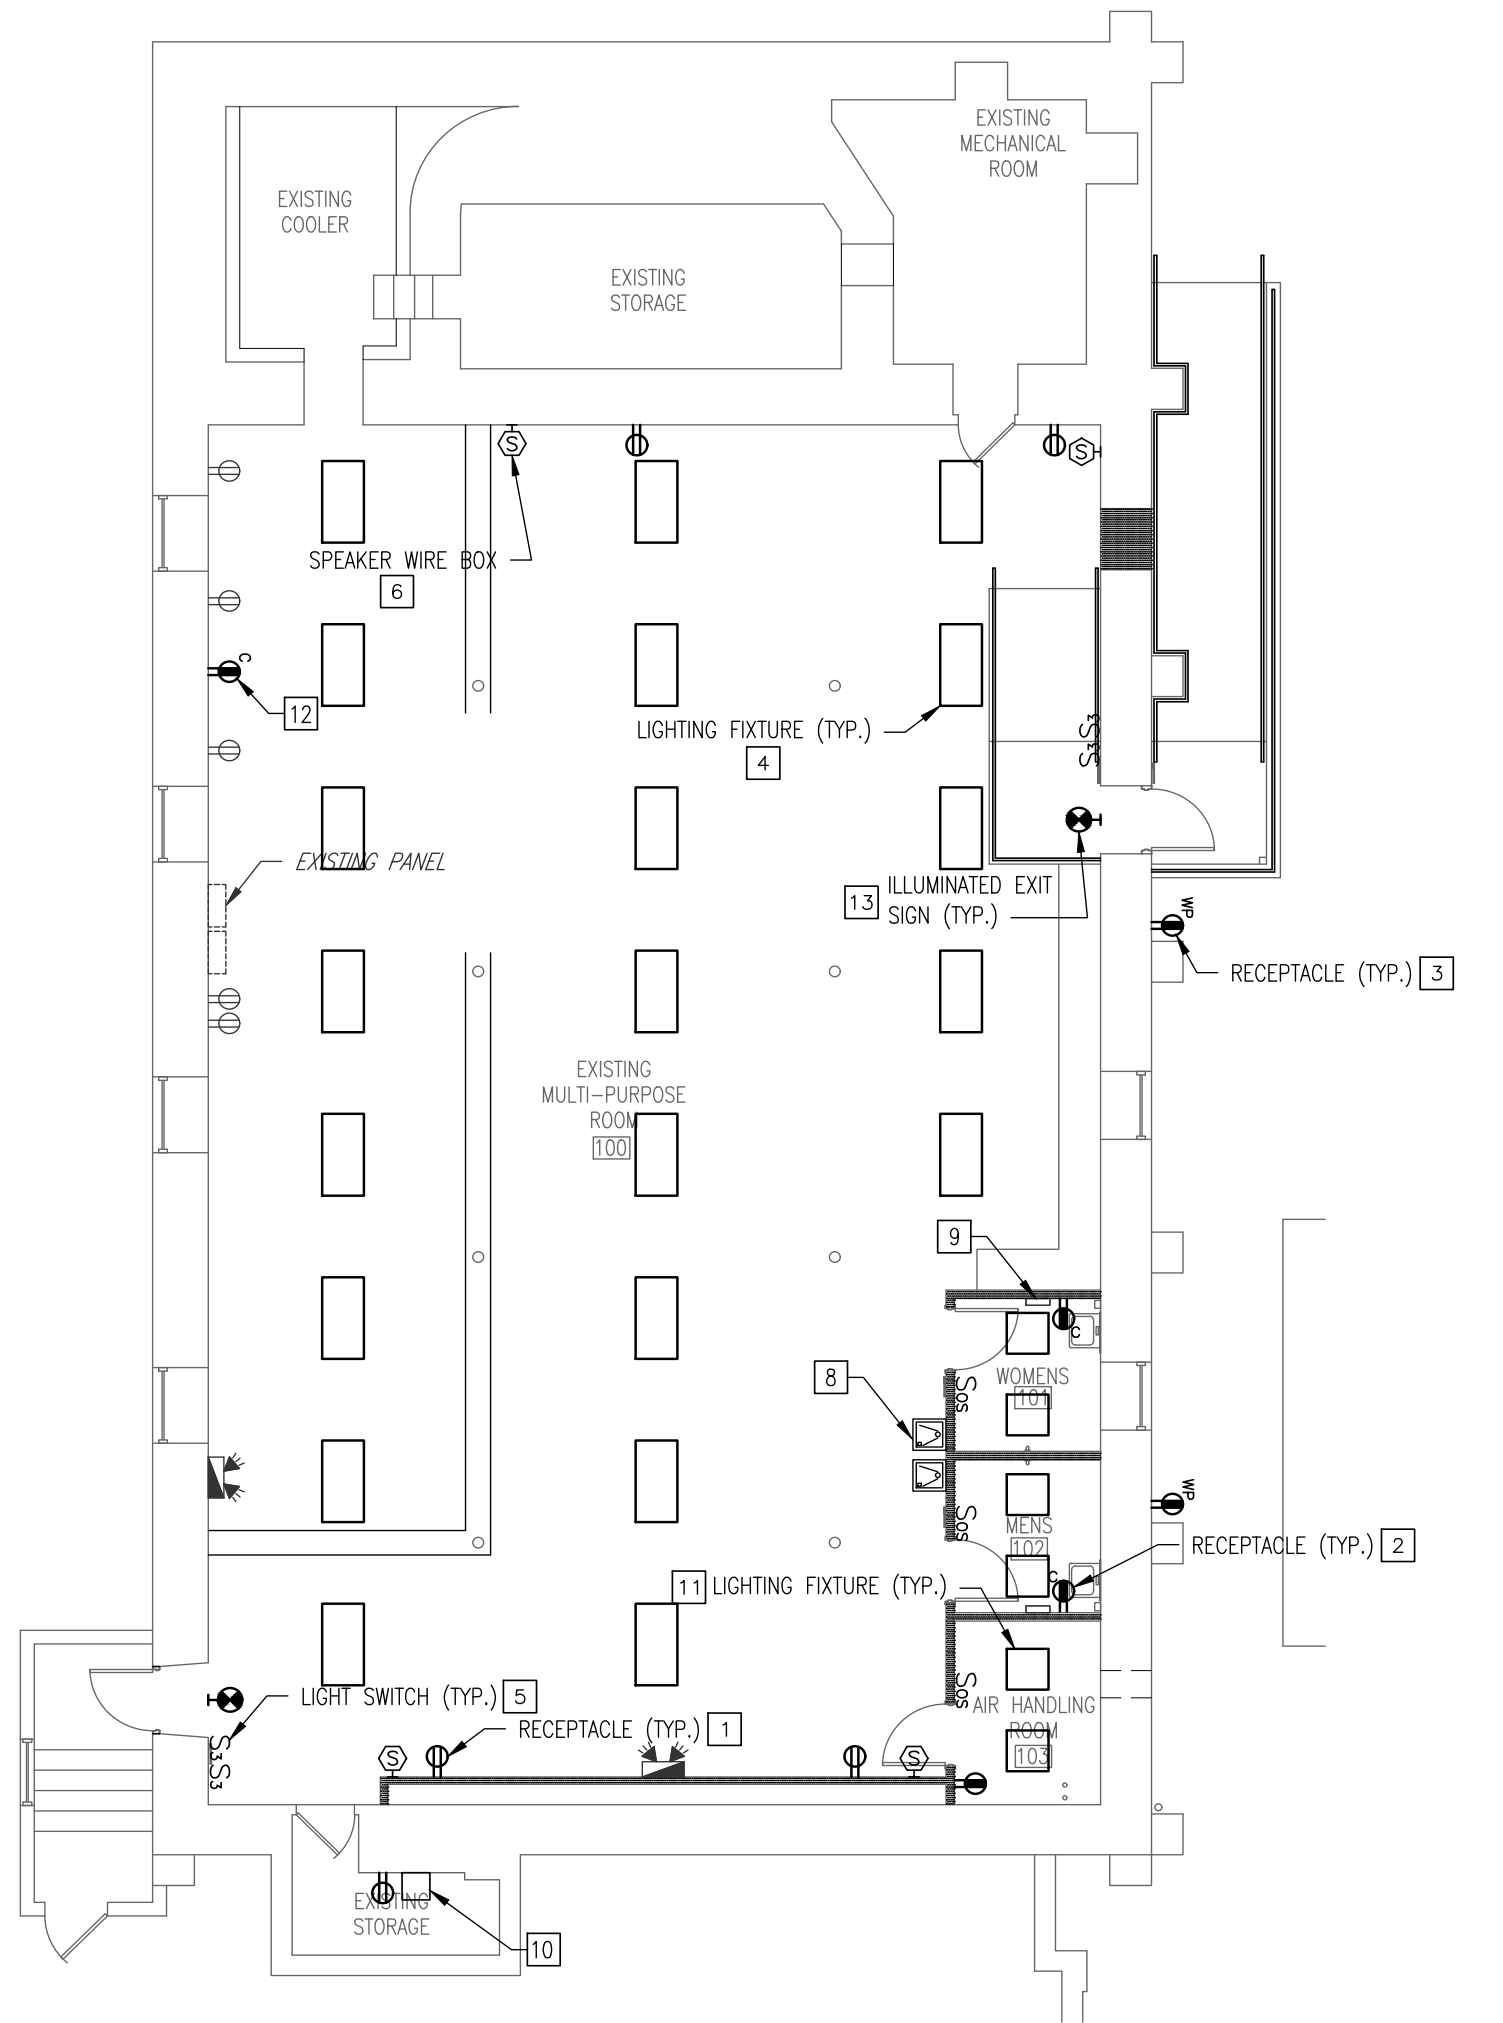 EXISTING
MECHANICAL
ROOM
EXISTING
COOLER
EXISTING
STORAGE
S
S
SPEAKER WIRE BOX
6
C
12
LIGHTING FIXTURE (TYP.)
4
S3
S3
EXISTING PANEL
13
ILLUMINATED EXIT
SIGN (TYP.)
WP
RECEPTACLE (TYP.) 3
EXISTING
MULTI-PURPOSE
ROOM
100
9
C
8
WOMENS
101
SOS
WP
SOS
MENS
102
RECEPTACLE (TYP.) 2
C
11 LIGHTING FIXTURE (TYP.)
SOS
LIGHT SWITCH (TYP.) 5
AIR HANDLING
ROOM
103
RECEPTACLE (TYP.) 1
S3
S3
S
S
EXISTING
STORAGE
10